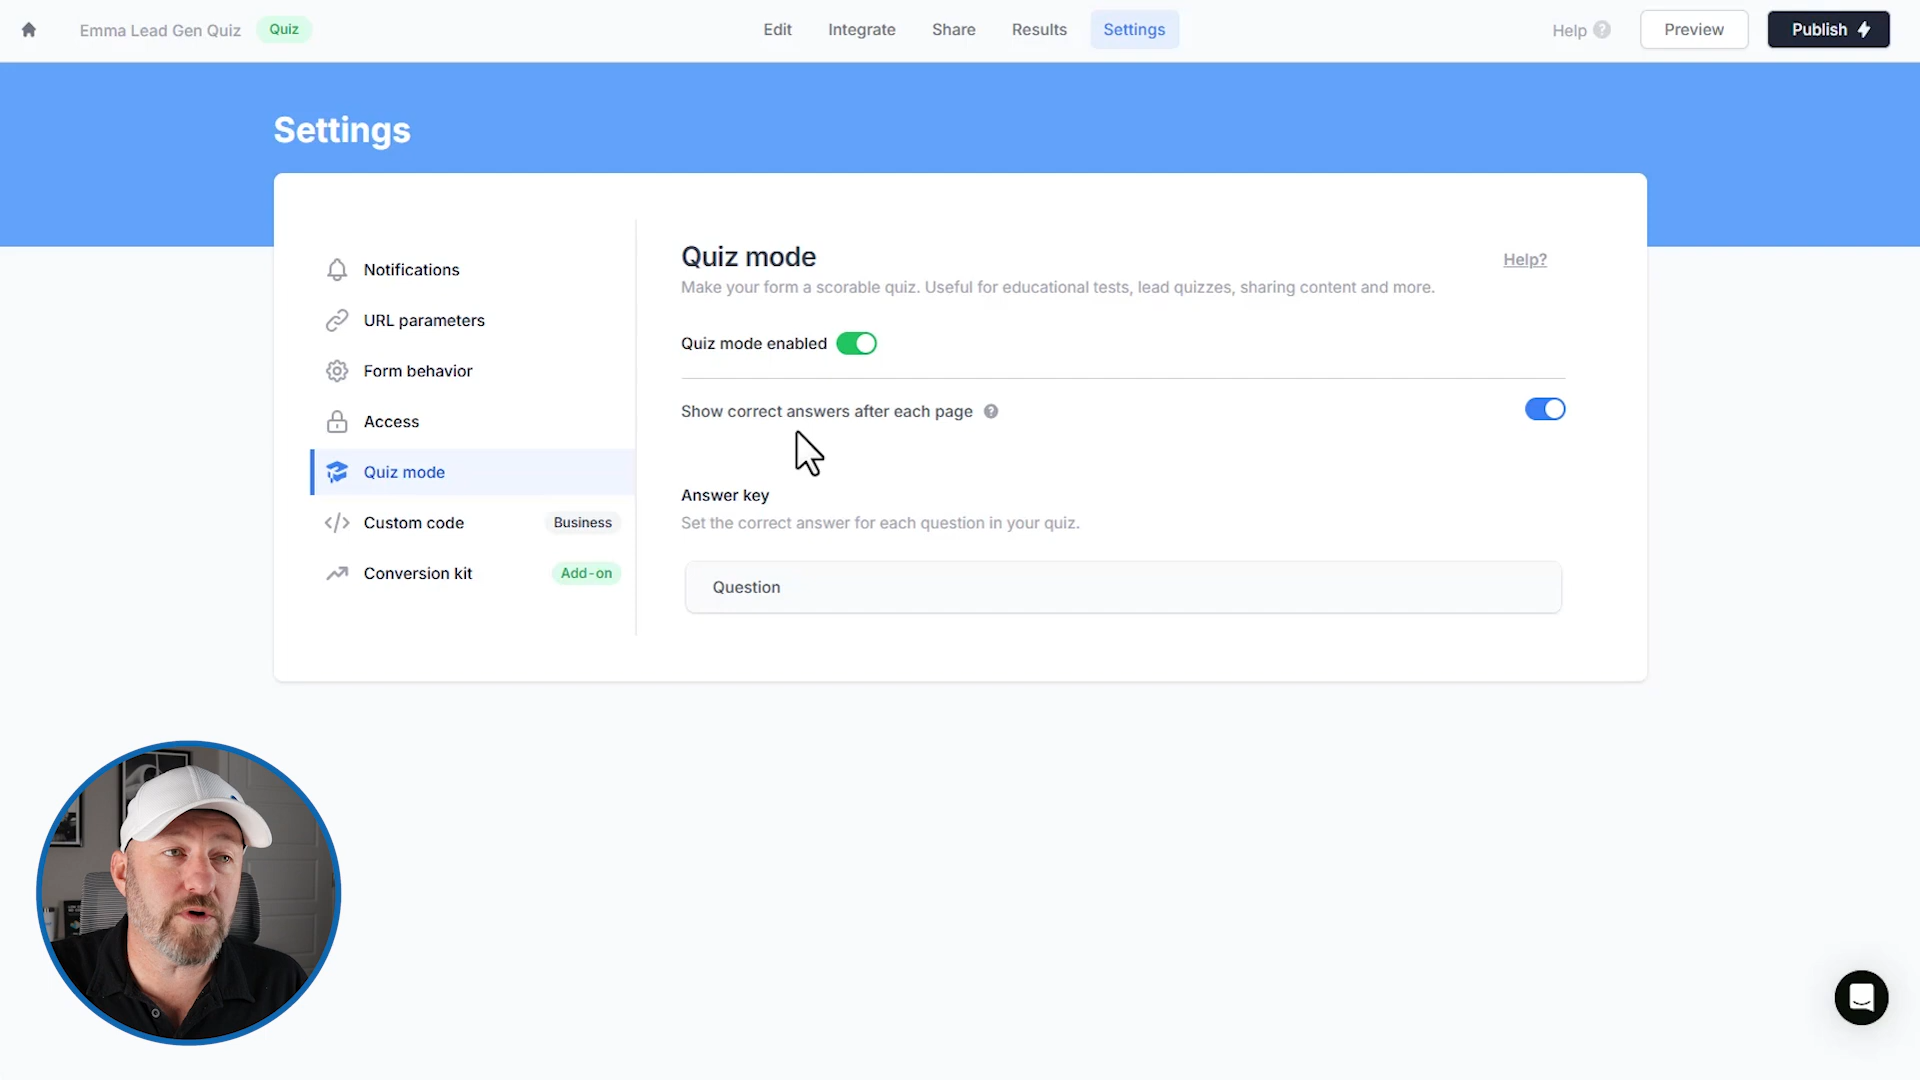 Emma Lead Gen Quiz
Quiz
Edit
Integrate
Share
Results
Settings
Help
Preview
Publish
Settings
Notifications
URL parameters
Form behavior
Access
Quiz mode
Custom code
Business
Conversion kit
Add-on
Quiz mode
Help?
Make your form a scorable quiz. Useful for educational tests, lead quizzes, sharing content and more.
Quiz mode enabled
Show correct answers after each page
Answer key
Set the correct answer for each question in your quiz.
Question